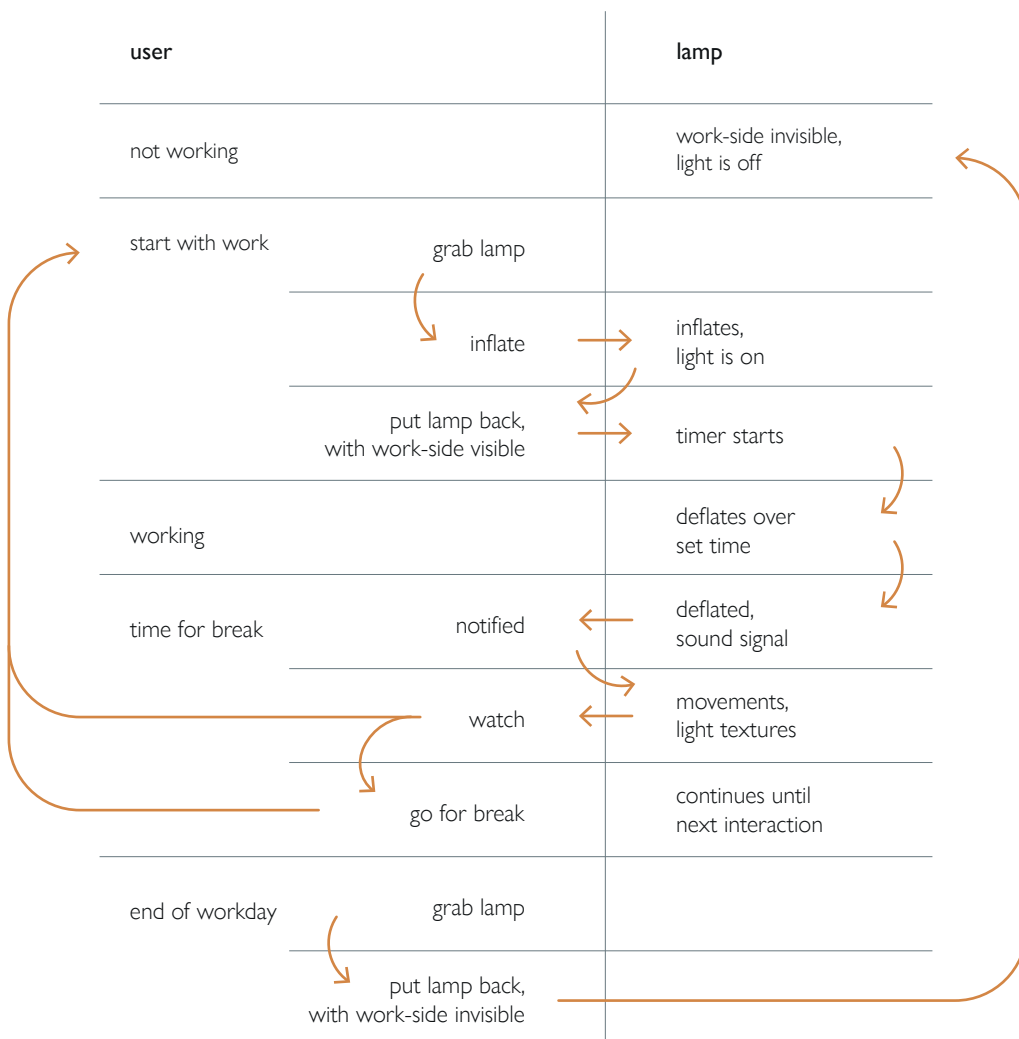 user
lamp
not working
work-side invisible,
light is off
start with work
grab lamp
inflate
inflates,
light is on
put lamp back,
with work-side visible
timer starts
working
deflates over
set time
time for break
notified
deflated,
sound signal
watch
movements,
light textures
go for break
continues until
next interaction
end of workday
grab lamp
put lamp back,
with work-side invisible